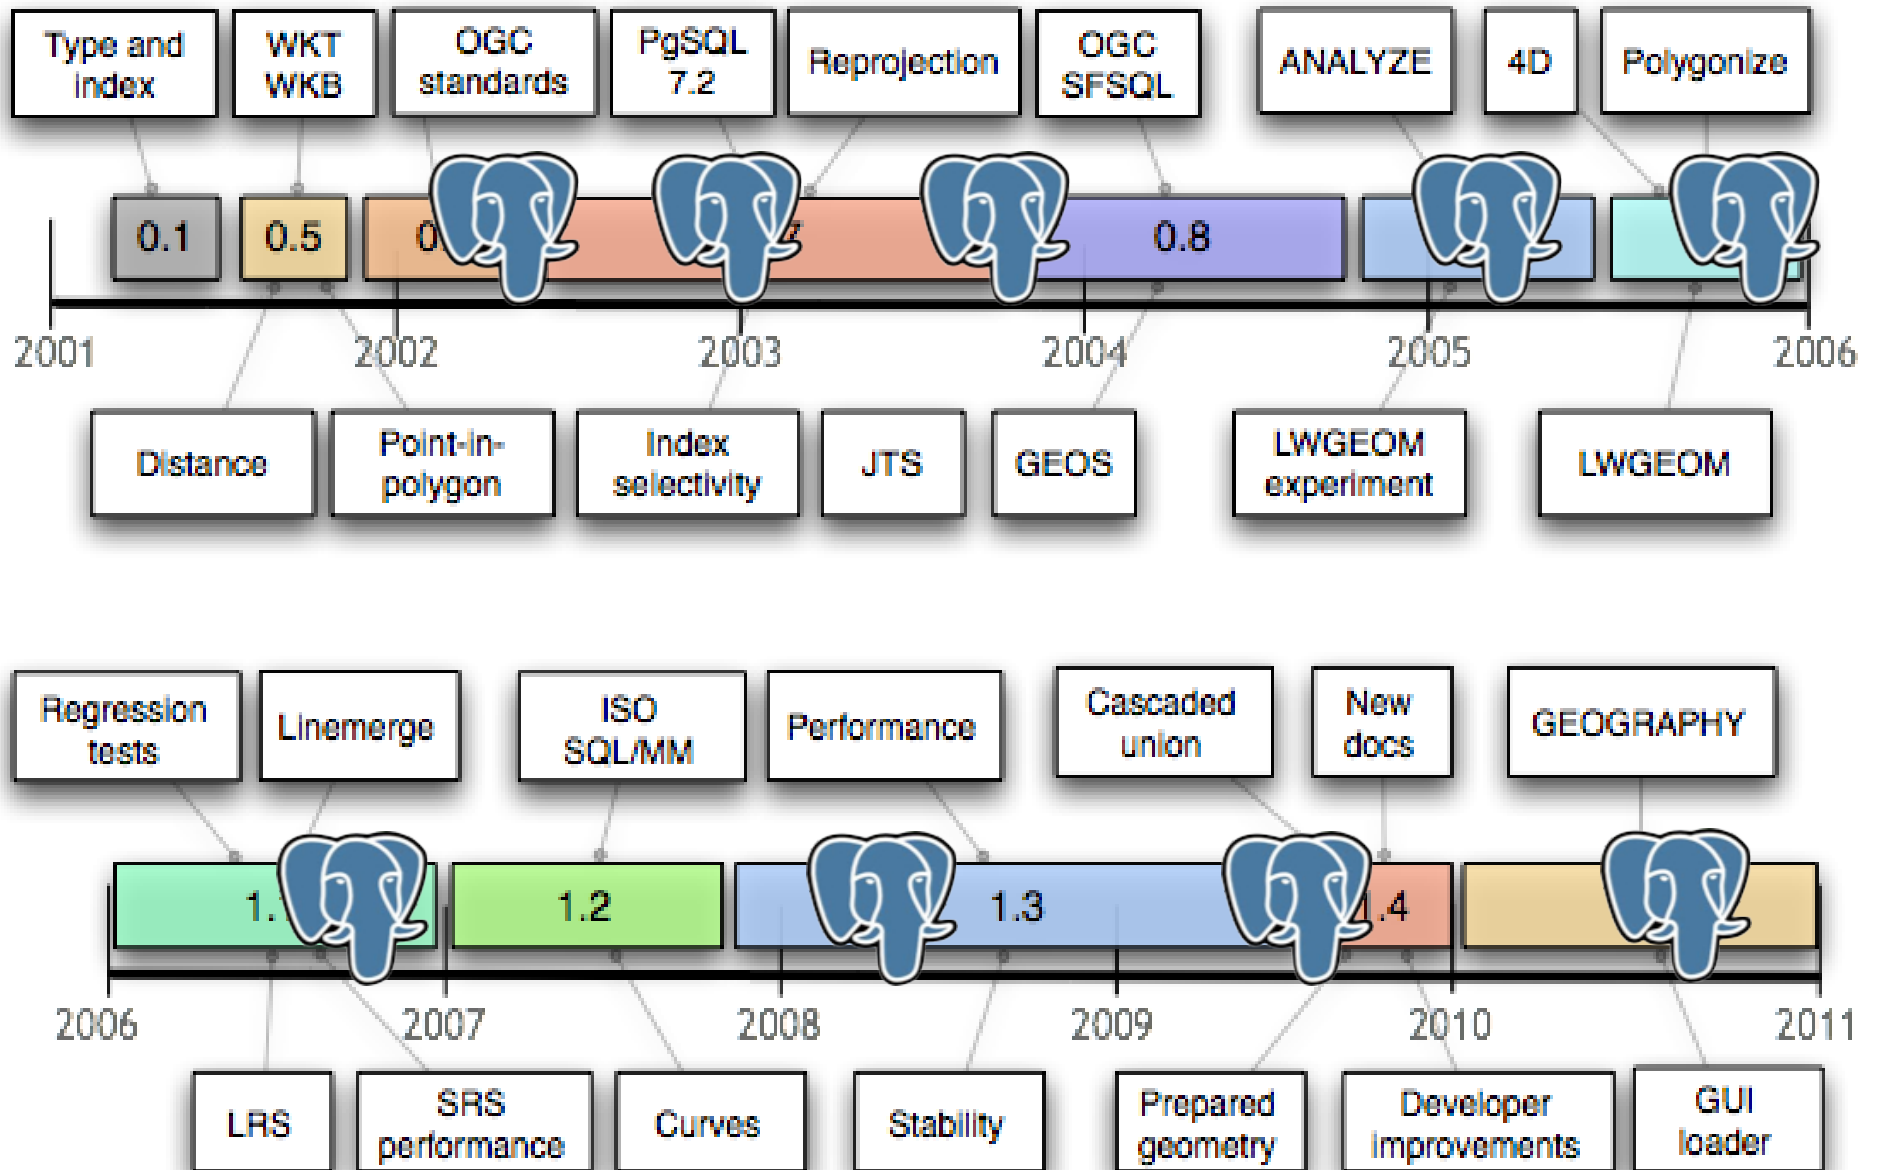 Type and
index
WKT
WKB
OGC
standards
PgSQL
7.2
Reprojection
OGC
SFSQL
ANALYZE
4D
Polygonize
0.1
0.5
0.8
2001
2002
2003
2004
2005
2006
Distance
Point-in-
polygon
Index
selectivity
JTS
GEOS
LWGEOM
experiment
LWGEOM
Regression
tests
Linemerge
ISO
SQL/MM
Performance
Cascaded
union
New
docs
GEOGRAPHY
1.2
1.3
2006
2007
2008
2009
2010
2011
LRS
SRS
performance
Curves
Stability
Prepared
geometry
Developer
improvements
GUI
loader